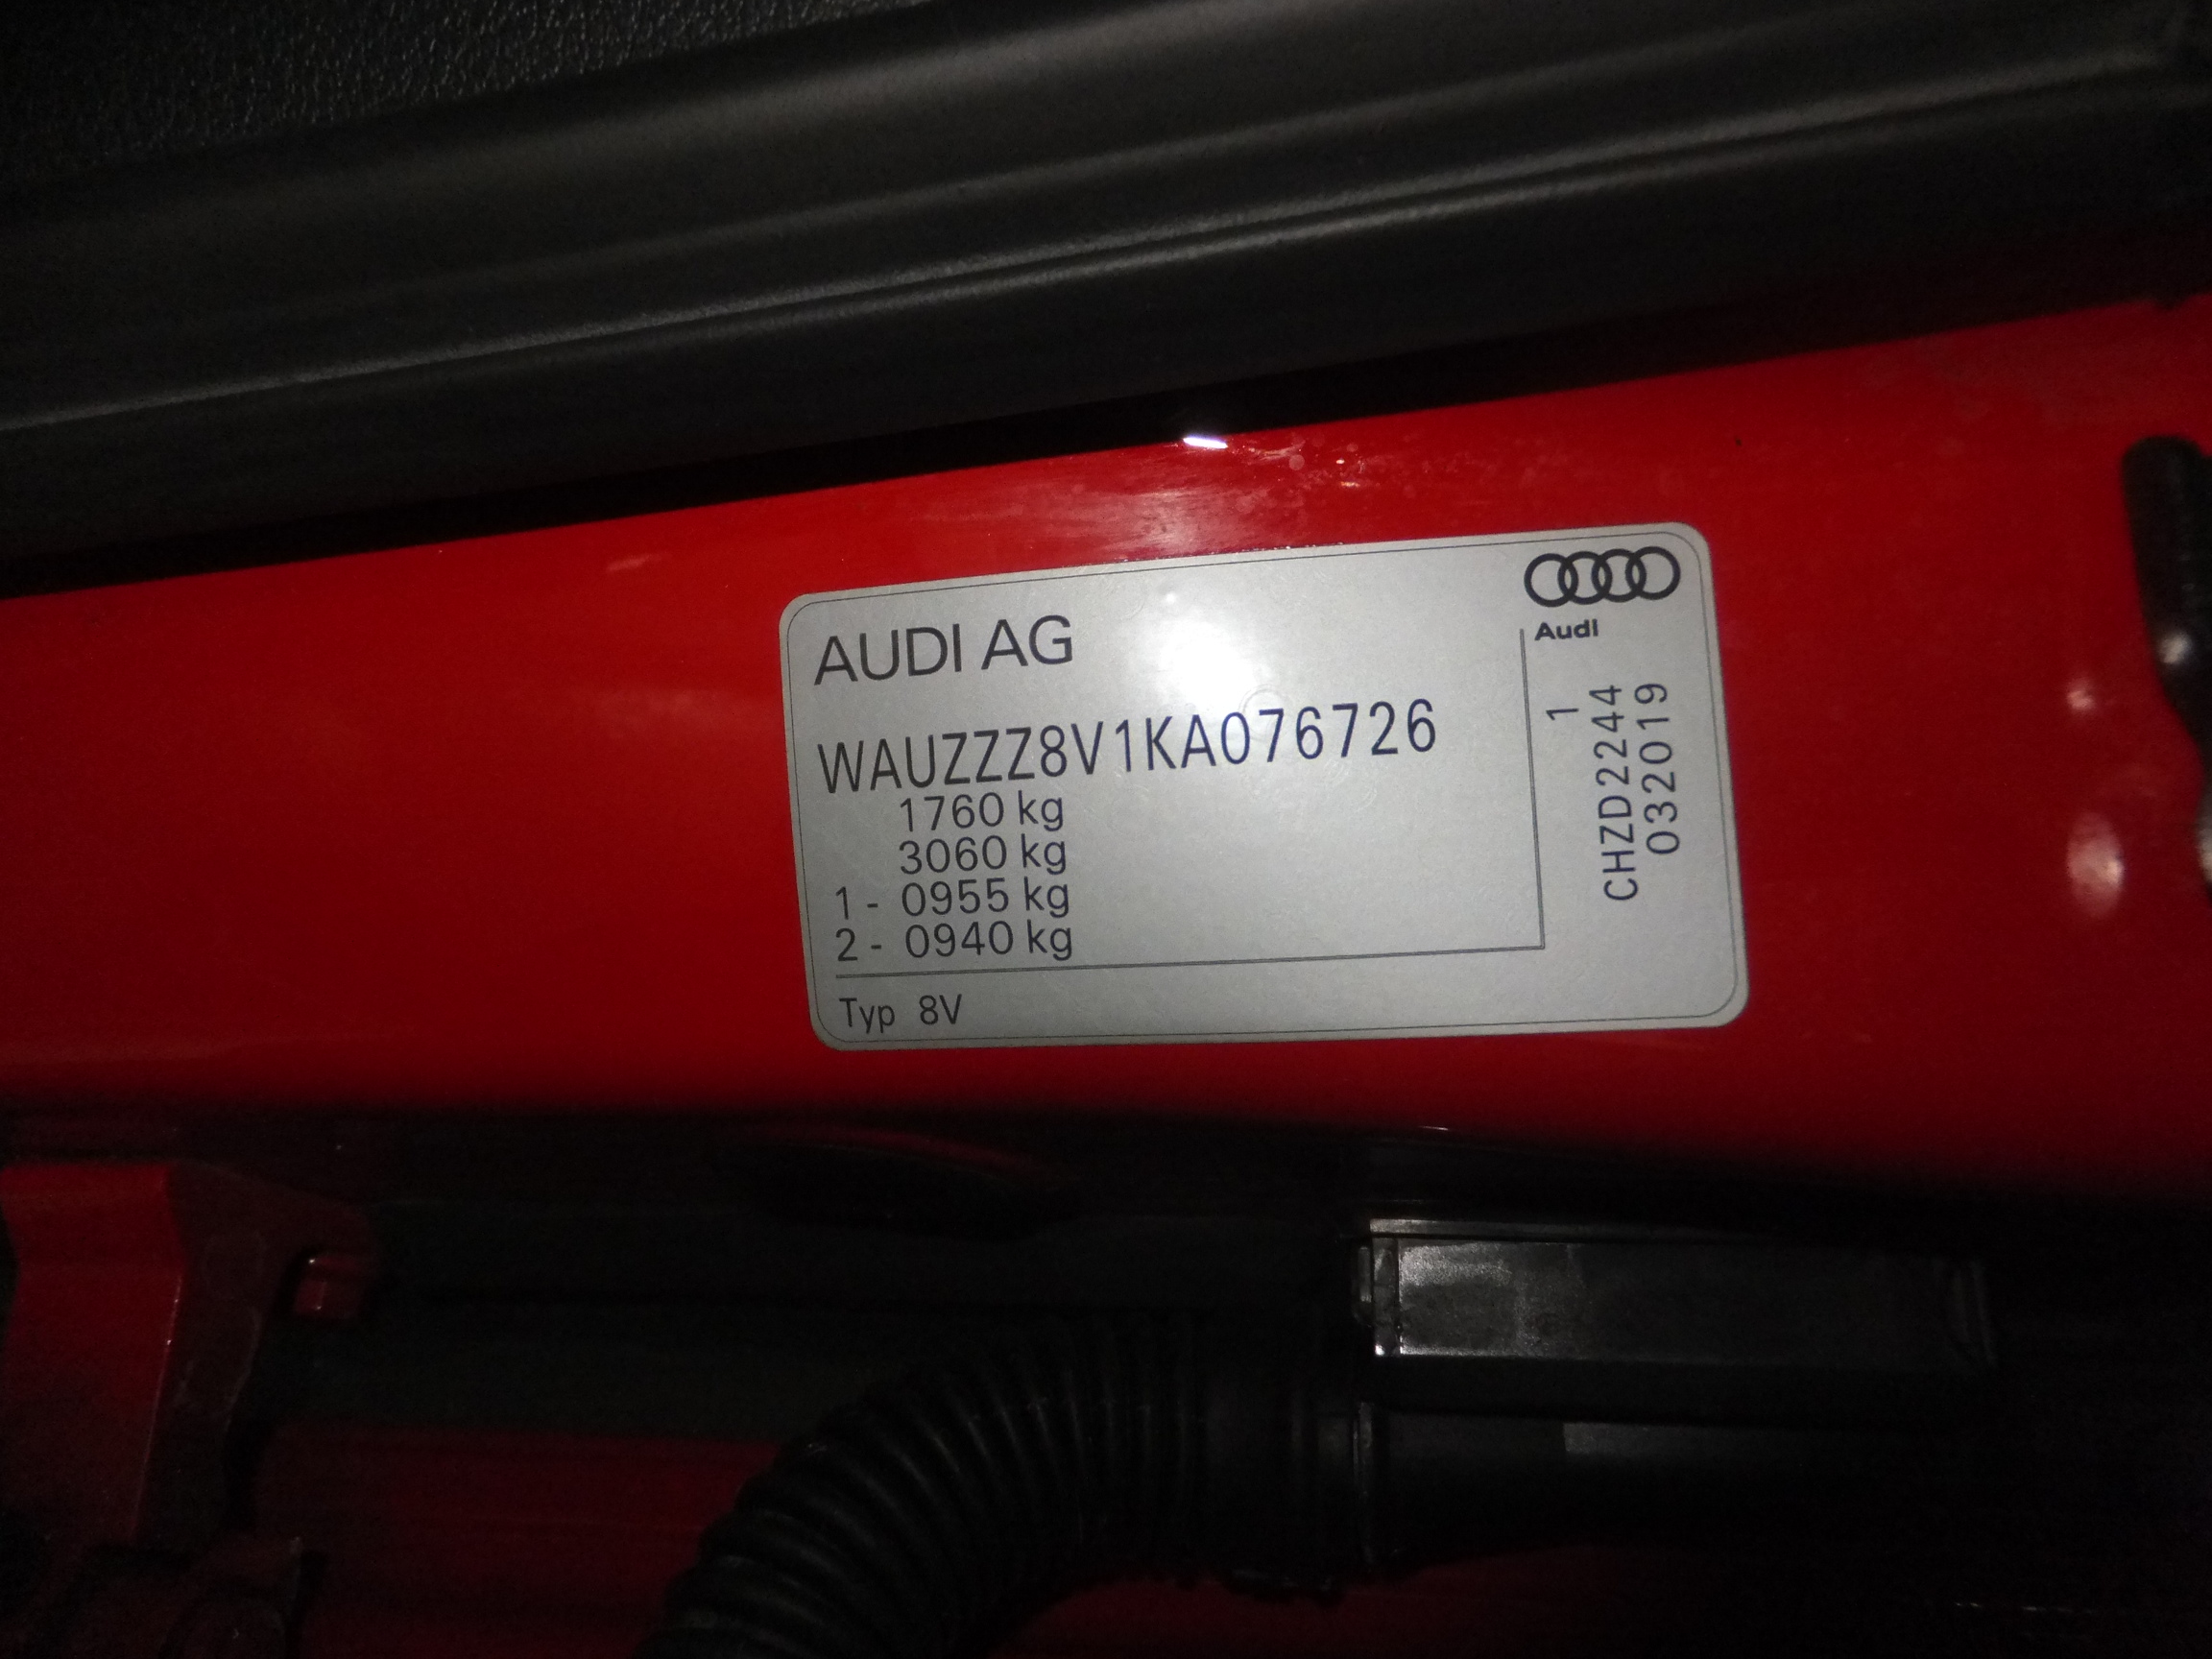 AUDI AG
WAUZZZ8V1KA076726
1760 kg
3060 kg
1 - 0955 kg
2 - 0940 kg
Typ 8V
Audi
1
CHZD2244
032019